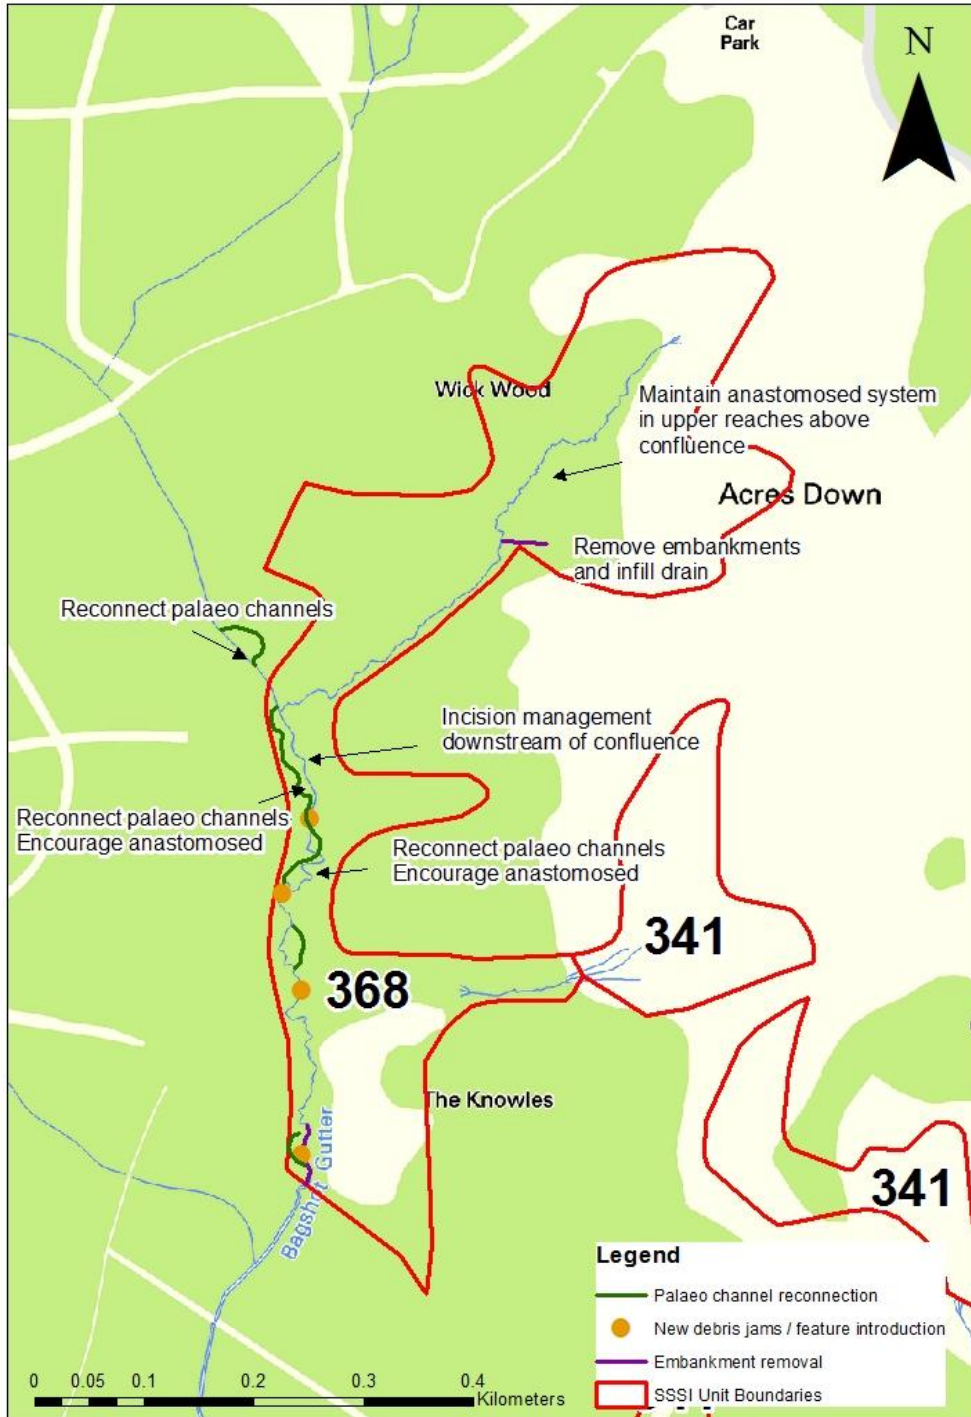 Car
Park
N
Wick Wood
Maintain anastomosed system
in upper reaches above
confluence
Acres Down
Remove embankments
and infill drain
Reconnect palaeo channels
Incision management
downstream of confluence
Reconnect palaeo channels
Encourage anastomosed
Reconnect palaeo channels
Encourage anastomosed
341
368
The Knowles
Bagshot Gutter
341
Legend
Palaeo channel reconnection
New debris jams / feature introduction
Embankment removal
SSSI Unit Boundaries
0 0.05 0.1 0.2 0.3 0.4
Kilometers